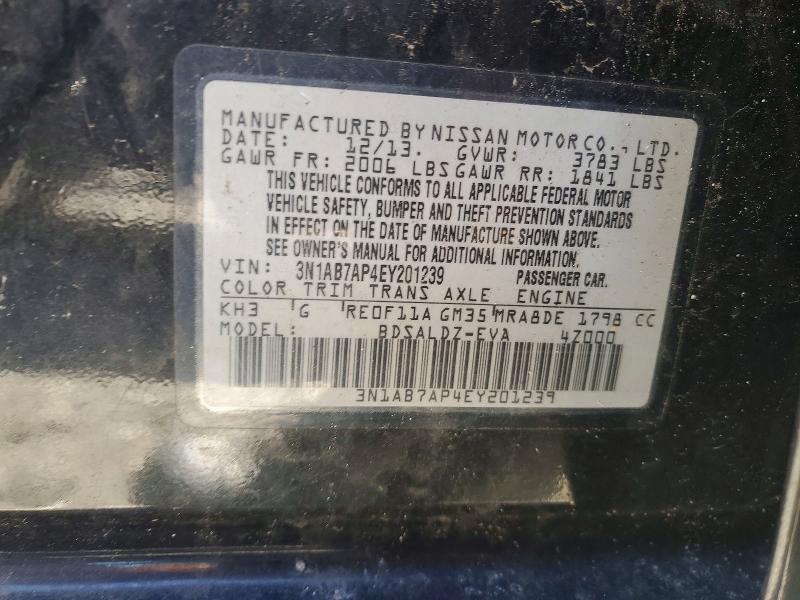 MANUFACTURED BY NISSAN MOTOR CO., LTD.
DATE: 12/13. GVWR: 3783 LBS
GAWR FR: 2006 LBS GAWR RR: 1841 LBS
THIS VEHICLE CONFORMS TO ALL APPLICABLE FEDERAL MOTOR
VEHICLE SAFETY, BUMPER AND THEFT PREVENTION STANDARDS
IN EFFECT ON THE DATE OF MANUFACTURE SHOWN ABOVE.
SEE OWNER'S MANUAL FOR ADDITIONAL INFORMATION.
VIN: 3N1AB7AP4EY201239 PASSENGER CAR.
COLOR TRIM TRANS AXLE ENGINE
KH3 G RE0F11A GM35 MRA8DE 1798 CC
MODEL: BDSALDZ-EVA 4Z000
3N1AB7AP4EY201239